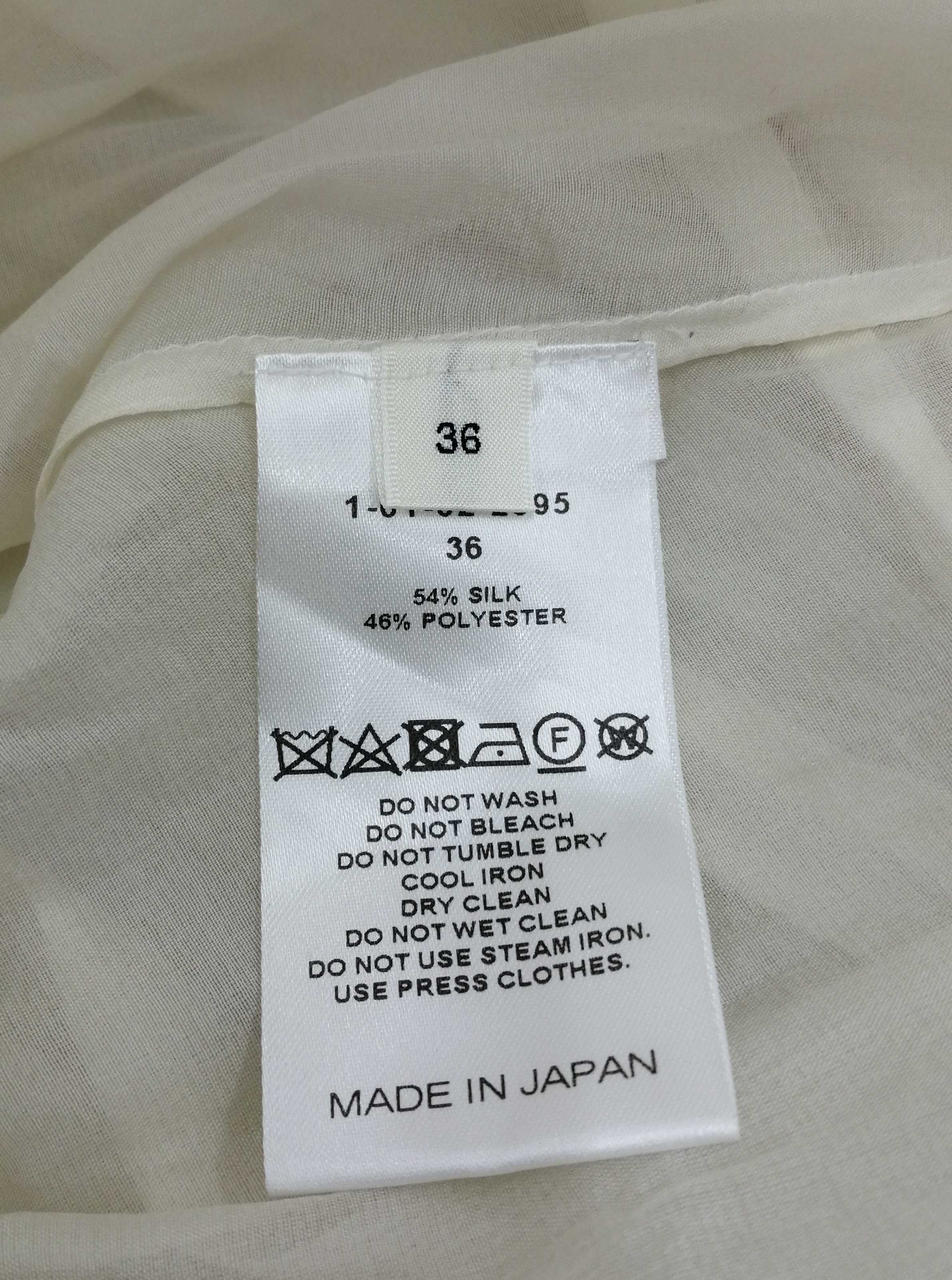 36
36
54% SILK
46% POLYESTER
F
W
DO NOT WASH
DO NOT BLEACH
DO NOT TUMBLE DRY
COOL IRON
DRY CLEAN
DO NOT WET CLEAN
DO NOT USE STEAM IRON.
USE PRESS CLOTHES.
MADE IN JAPAN